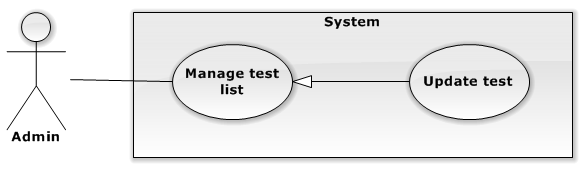 System
Manage test
list
Update test
Admin